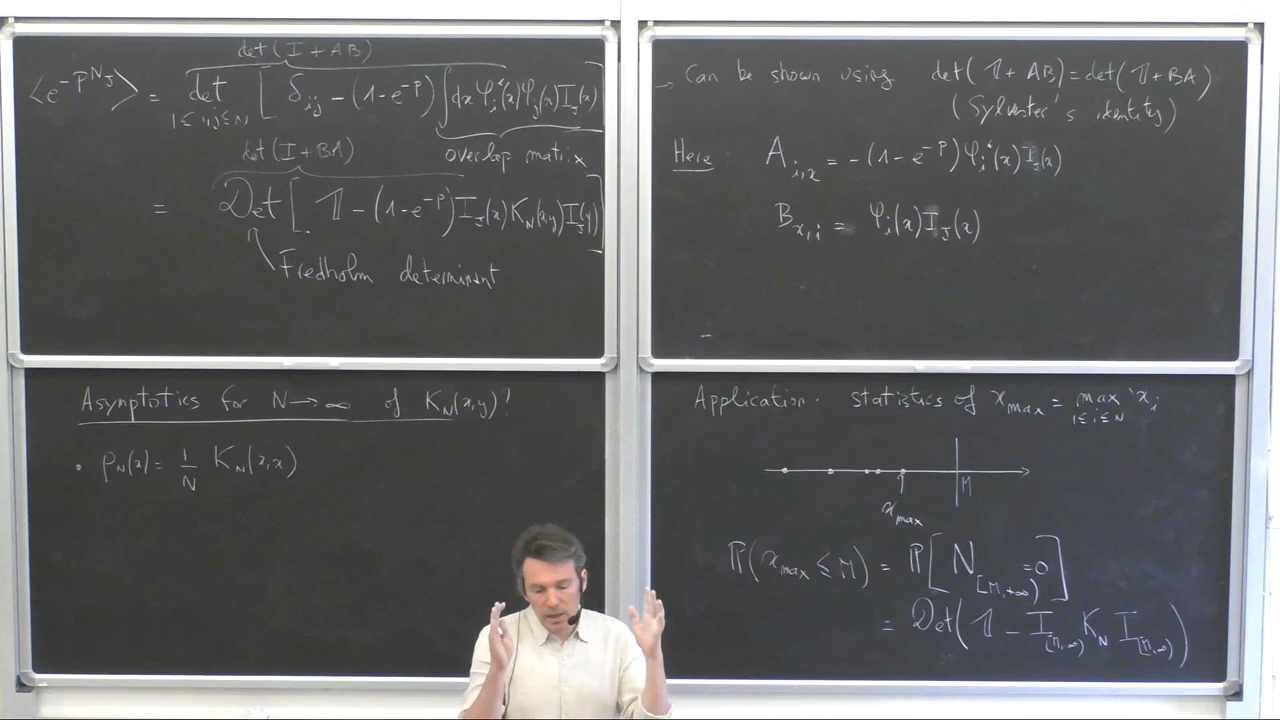 det(I + AB)
⟨e^{-pN_J}⟩ = det_{1≤i,j≤N} [ δ_{ij} - (1-e^{-p}) ∫dx φ_i^*(x) φ_j(x) I_J(x) ]
overlap matrix
det(I + BA)
= Det [ 𝟙 - (1-e^{-p}) I_J(x) K_N(x,y) I_J(y) ]
Fredholm determinant
→ Can be shown using det(𝟙 + AB) = det(𝟙 + BA)
(Sylvester's identity)
Here: A_{i,x} = -(1-e^{-p}) φ_i^*(x) I_J(x)
B_{x,i} = φ_i(x) I_J(x)
Asymptotics for N→∞ of K_N(x,y)?
• ρ_N(x) = 1/N K_N(x,x)
Application: statistics of x_max = max_{1≤i≤N} x_i
M
x_max
ℙ(x_max ≤ M) = ℙ[ N_{[M,+∞)} = 0 ]
= Det( 𝟙 - I_{[M,∞)} K_N I_{[M,∞)} )